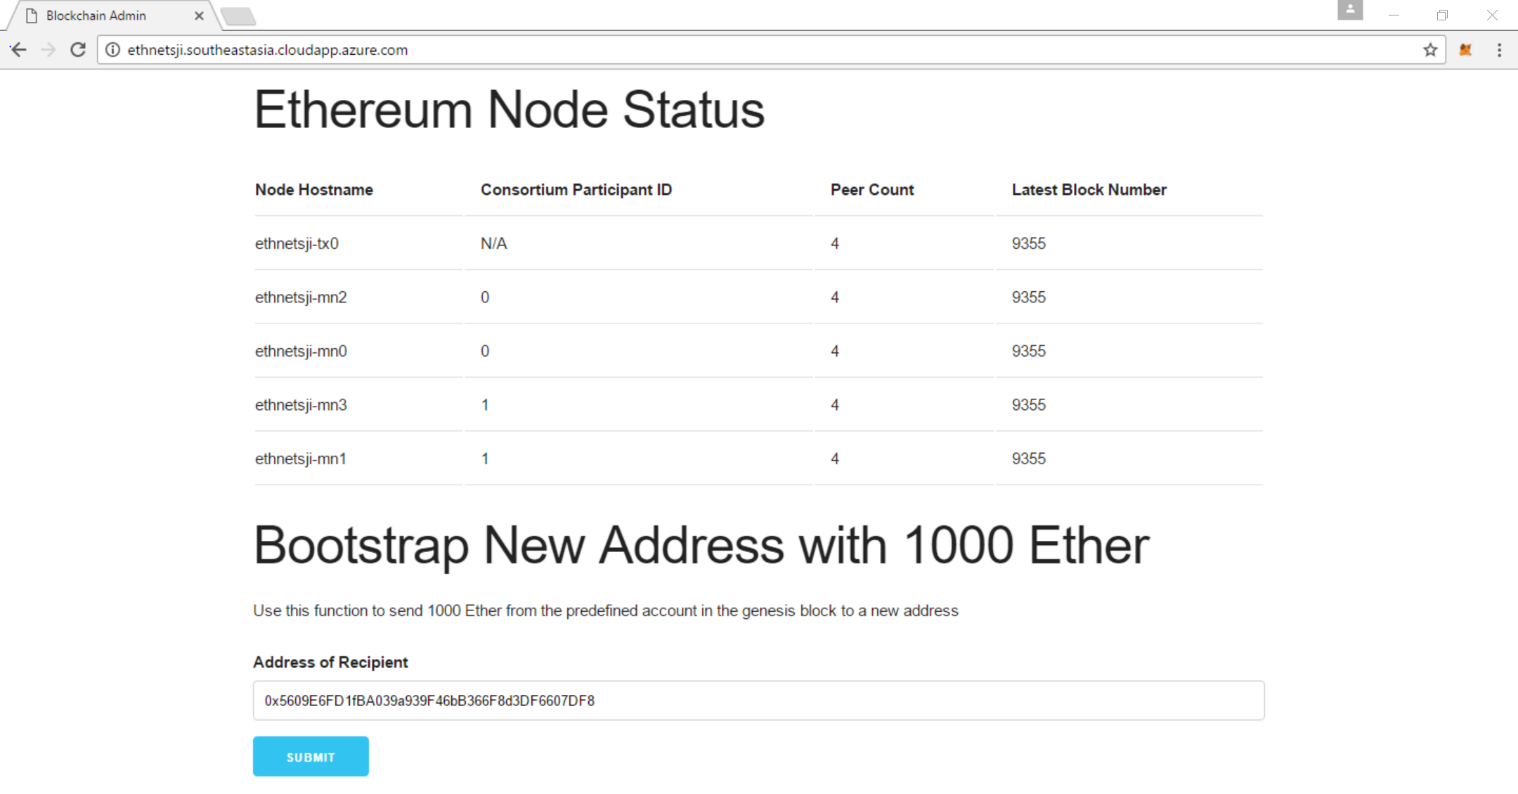 Blockchain Admin
ethnetsji.southeastasia.cloudapp.azure.com
Ethereum Node Status
Node Hostname Consortium Participant ID Peer Count Latest Block Number
ethnetsji-tx0 N/A 4 9355
ethnetsji-mn2 0 4 9355
ethnetsji-mn0 0 4 9355
ethnetsji-mn3 1 4 9355
ethnetsji-mn1 1 4 9355
Bootstrap New Address with 1000 Ether
Use this function to send 1000 Ether from the predefined account in the genesis block to a new address
Address of Recipient
0x5609E6FD1fBA039a939F46bB366F8d3DF6607DF8
SUBMIT